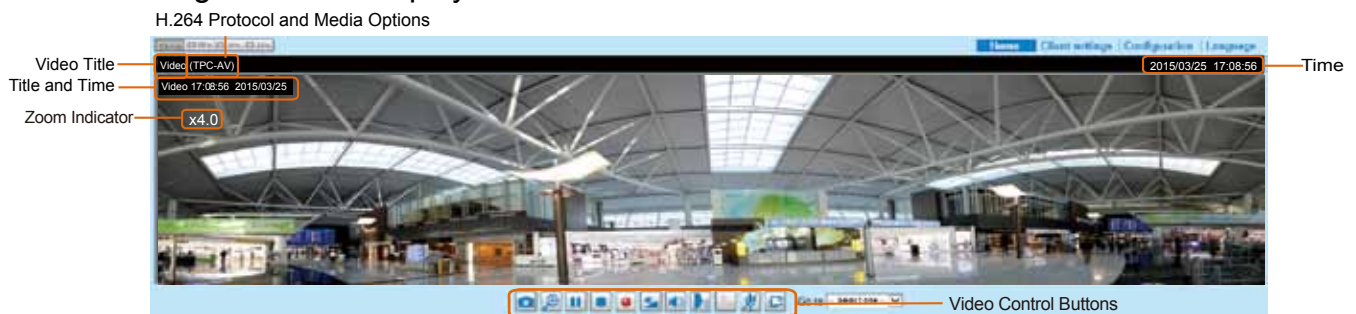 H.264 Protocol and Media Options
Home Client settings Configuration Language
Video Title
Video (TPC-AV)
2015/03/25 17:08:56
Time
Title and Time
Video 17:08:56 2015/03/25
Zoom Indicator
x4.0
Go to
Video Control Buttons